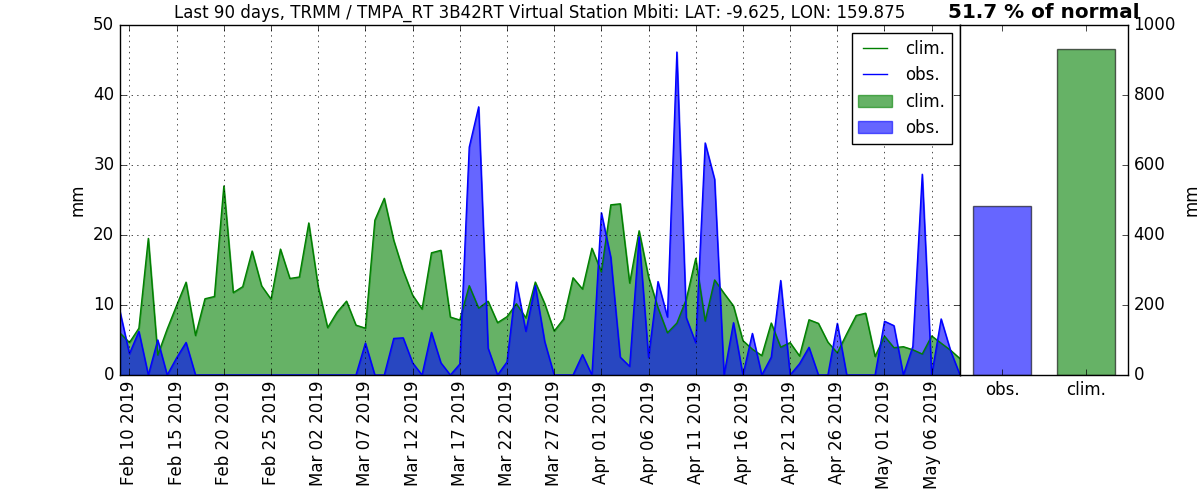 Last 90 days, TRMM / TMPA_RT 3B42RT Virtual Station Mbiti: LAT: -9.625, LON: 159.875
51.7 % of normal
50
40
30
20
10
0
mm
clim.
obs.
clim.
obs.
Feb 10 2019
Feb 15 2019
Feb 20 2019
Feb 25 2019
Mar 02 2019
Mar 07 2019
Mar 12 2019
Mar 17 2019
Mar 22 2019
Mar 27 2019
Apr 01 2019
Apr 06 2019
Apr 11 2019
Apr 16 2019
Apr 21 2019
Apr 26 2019
May 01 2019
May 06 2019
1000
800
600
400
200
0
mm
obs.
clim.